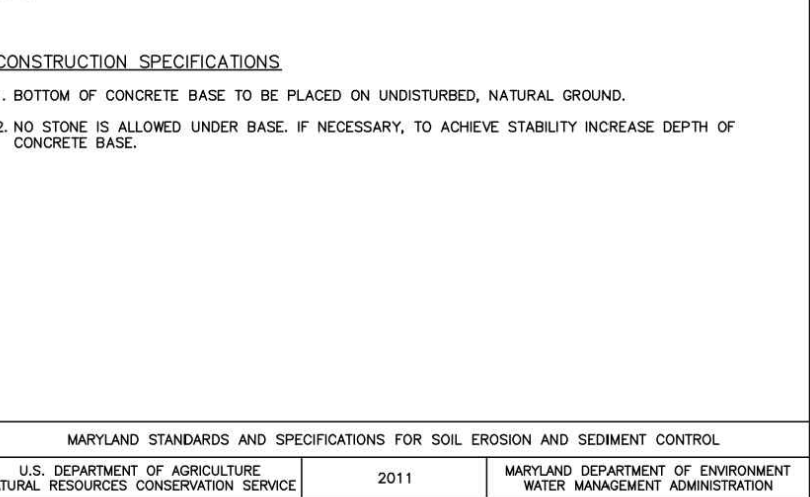 CONSTRUCTION SPECIFICATIONS
. BOTTOM OF CONCRETE BASE TO BE PLACED ON UNDISTURBED, NATURAL GROUND.
2. NO STONE IS ALLOWED UNDER BASE. IF NECESSARY, TO ACHIEVE STABILITY INCREASE DEPTH OF
CONCRETE BASE.
MARYLAND STANDARDS AND SPECIFICATIONS FOR SOIL EROSION AND SEDIMENT CONTROL
U.S. DEPARTMENT OF AGRICULTURE
TURAL RESOURCES CONSERVATION SERVICE
2011
MARYLAND DEPARTMENT OF ENVIRONMENT
WATER MANAGEMENT ADMINISTRATION